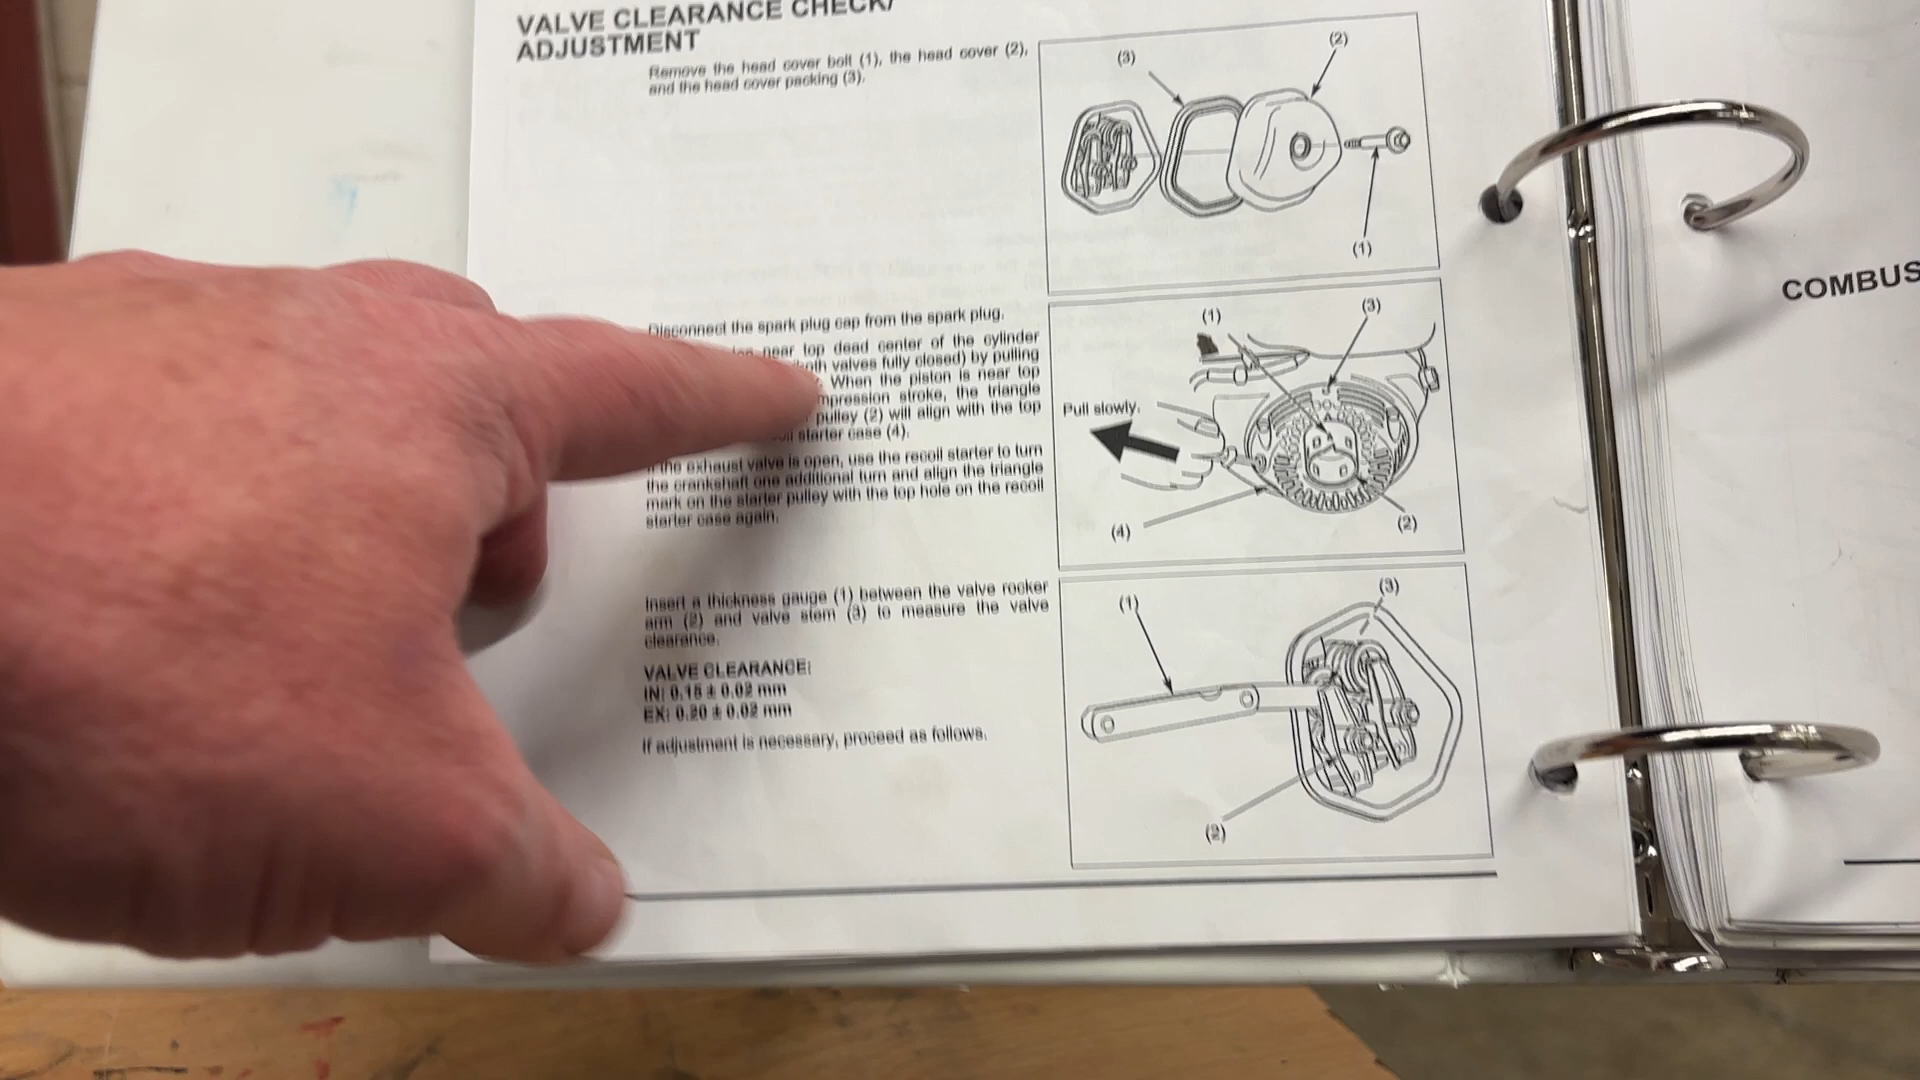 VALVE CLEARANCE CHECK/
ADJUSTMENT
Remove the head cover bolt (1), the head cover (2),
and the head cover packing (3).
(3)
(2)
(1)
Disconnect the spark plug cap from the spark plug.
near top dead center of the cylinder
both valves fully closed) by pulling
When the piston is near top
compression stroke, the triangle
pulley (2) will align with the top
starter case (4).
If the exhaust valve is open, use the recoil starter to turn
the crankshaft one additional turn and align the triangle
mark on the starter pulley with the top hole on the recoil
starter case again.
(1)
(3)
Pull slowly.
(4)
(2)
Insert a thickness gauge (1) between the valve rocker
arm (2) and valve stem (3) to measure the valve
clearance.
VALVE CLEARANCE:
IN: 0.15 ± 0.02 mm
EX: 0.20 ± 0.02 mm
If adjustment is necessary, proceed as follows.
(1)
(3)
(2)
COMBUS